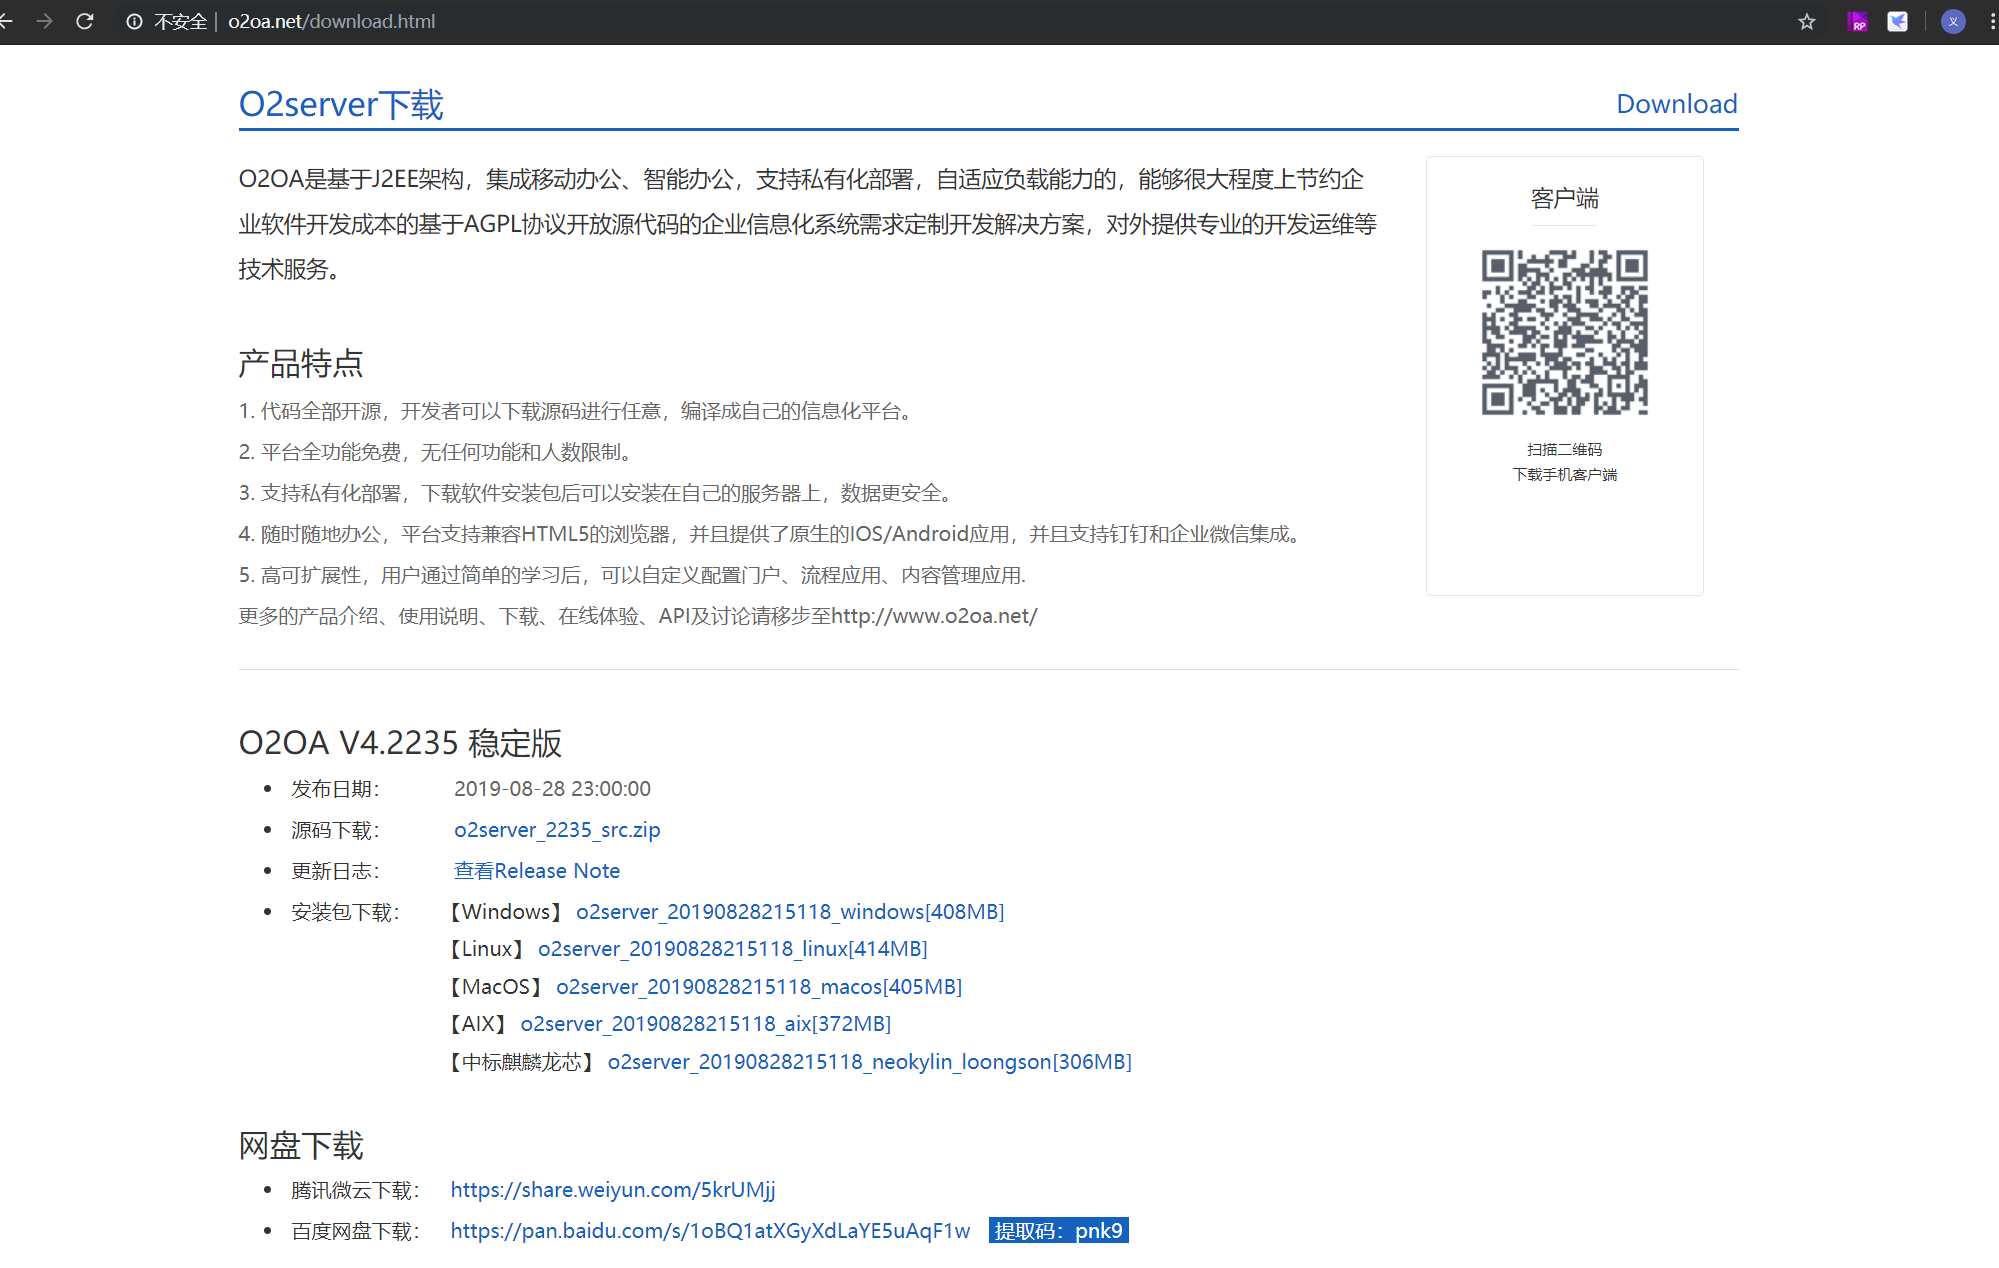 不安全 | o2oa.net/download.html
RP
义
O2server下载
Download
O2OA是基于J2EE架构，集成移动办公、智能办公，支持私有化部署，自适应负载能力的，能够很大程度上节约企
业软件开发成本的基于AGPL协议开放源代码的企业信息化系统需求定制开发解决方案，对外提供专业的开发运维等
技术服务。
客户端
扫描二维码
下载手机客户端
产品特点
1. 代码全部开源，开发者可以下载源码进行任意，编译成自己的信息化平台。
2. 平台全功能免费，无任何功能和人数限制。
3. 支持私有化部署，下载软件安装包后可以安装在自己的服务器上，数据更安全。
4. 随时随地办公，平台支持兼容HTML5的浏览器，并且提供了原生的IOS/Android应用，并且支持钉钉和企业微信集成。
5. 高可扩展性，用户通过简单的学习后，可以自定义配置门户、流程应用、内容管理应用.
更多的产品介绍、使用说明、下载、在线体验、API及讨论请移步至http://www.o2oa.net/
O2OA V4.2235 稳定版
• 发布日期： 2019-08-28 23:00:00
• 源码下载： o2server_2235_src.zip
• 更新日志： 查看Release Note
• 安装包下载： 【Windows】 o2server_20190828215118_windows[408MB]
【Linux】 o2server_20190828215118_linux[414MB]
【MacOS】 o2server_20190828215118_macos[405MB]
【AIX】 o2server_20190828215118_aix[372MB]
【中标麒麟龙芯】 o2server_20190828215118_neokylin_loongson[306MB]
网盘下载
• 腾讯微云下载： https://share.weiyun.com/5krUMjj
• 百度网盘下载： https://pan.baidu.com/s/1oBQ1atXGyXdLaYE5uAqF1w 提取码：pnk9